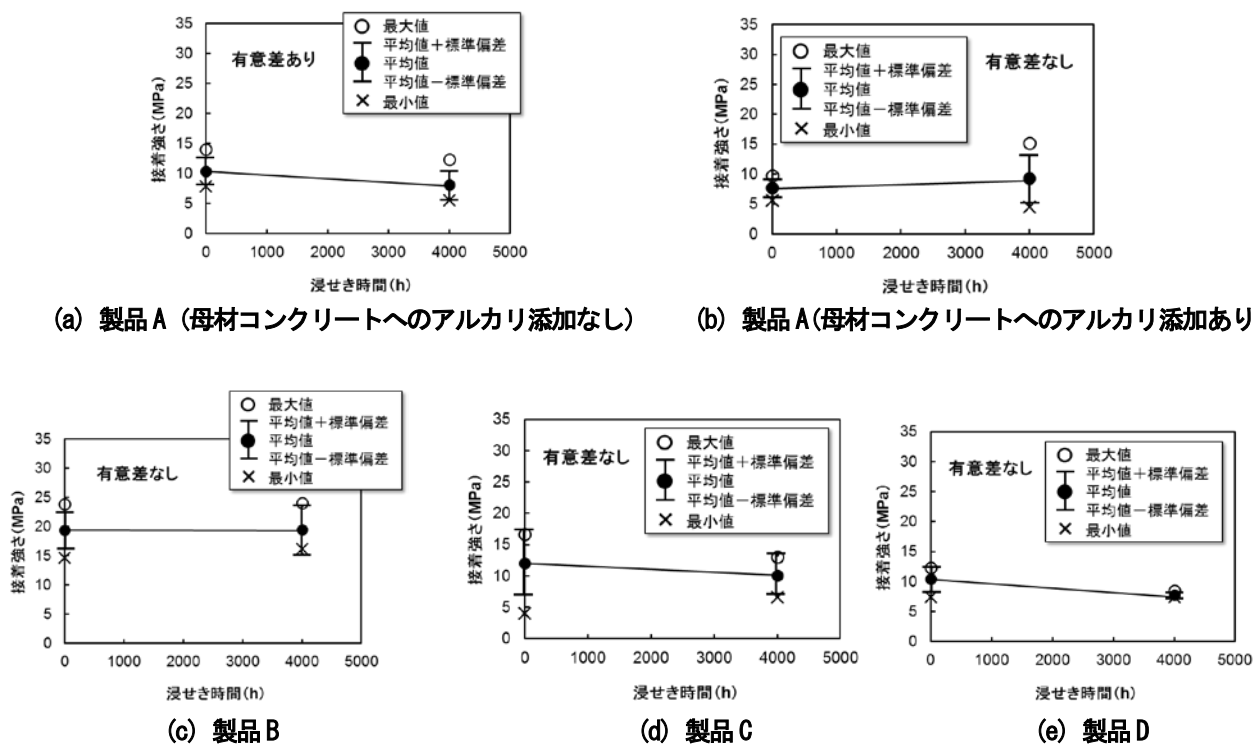 35
30
25
20
15
10
5
0
接着強さ(MPa)
有意差あり
最大値
平均値＋標準偏差
平均値
平均値－標準偏差
最小値
0 1000 2000 3000 4000 5000
浸せき時間(h)
(a) 製品A (母材コンクリートへのアルカリ添加なし)
35
30
25
20
15
10
5
0
接着強さ(MPa)
最大値
平均値＋標準偏差
平均値
平均値－標準偏差
最小値
有意差なし
0 1000 2000 3000 4000 5000
浸せき時間(h)
(b) 製品A(母材コンクリートへのアルカリ添加あり
35
30
25
20
15
10
5
0
接着強さ(MPa)
有意差なし
最大値
平均値＋標準偏差
平均値
平均値－標準偏差
最小値
0 1000 2000 3000 4000 5000
浸せき時間(h)
(c) 製品B
35
30
25
20
15
10
5
0
接着強さ(MPa)
有意差なし
最大値
平均値＋標準偏差
平均値
平均値－標準偏差
最小値
0 1000 2000 3000 4000 5000
浸せき時間(h)
(d) 製品C
35
30
25
20
15
10
5
0
接着強さ(MPa)
有意差なし
最大値
平均値＋標準偏差
平均値
平均値－標準偏差
最小値
0 1000 2000 3000 4000 5000
浸せき時間(h)
(e) 製品D